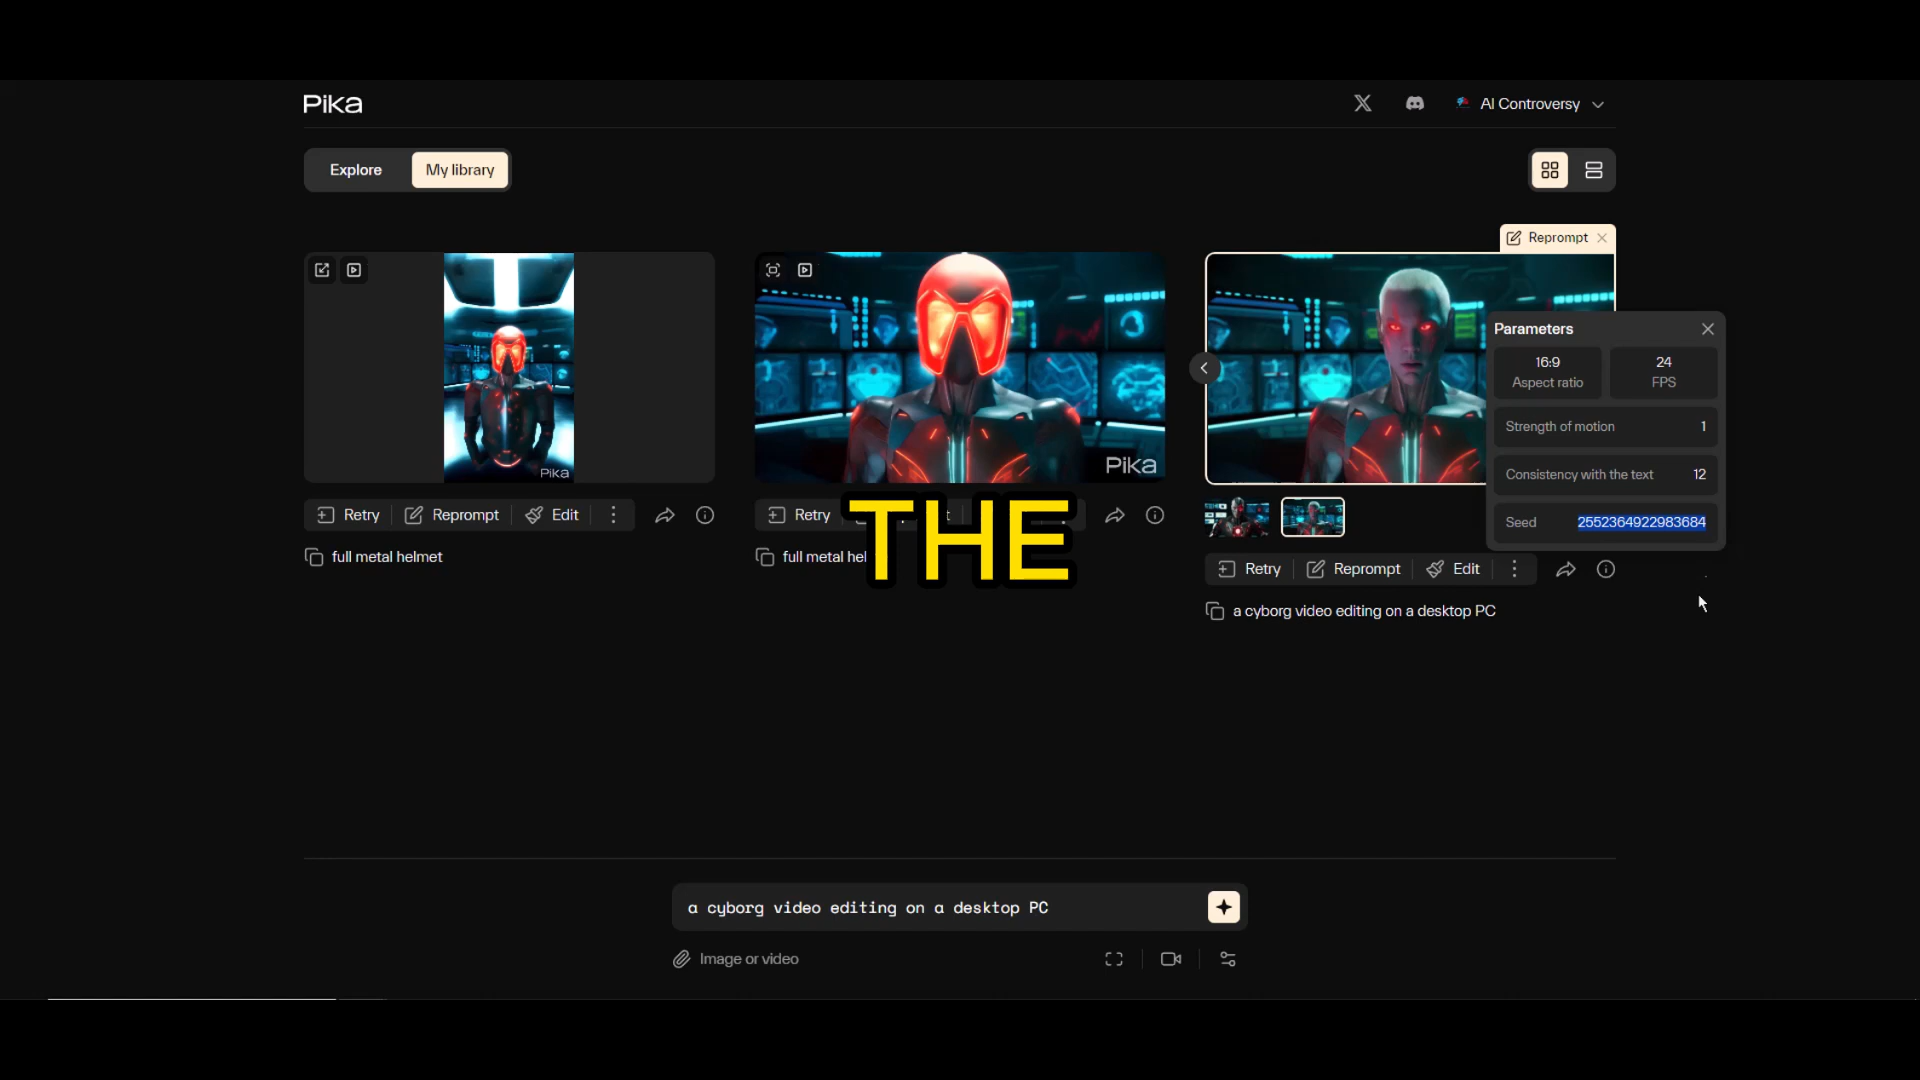 Pika
AI Controversy
Explore
My library
Reprompt
Parameters
16:9
Aspect ratio
24
FPS
Strength of motion 1
Consistency with the text 12
Seed 2552364922983684
Pika
Pika
Retry
Reprompt
Edit
Retry
THE
full metal helmet
full metal hel
Retry
Reprompt
Edit
a cyborg video editing on a desktop PC
a cyborg video editing on a desktop PC
Image or video